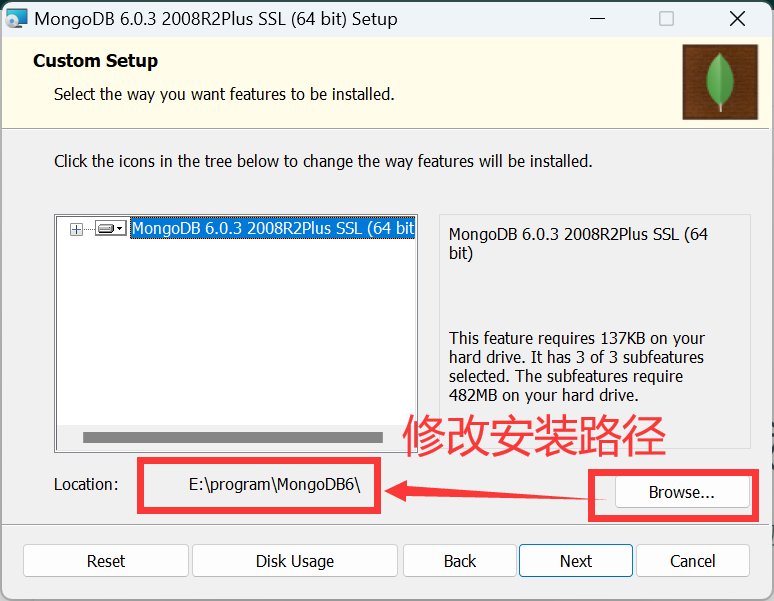 MongoDB 6.0.3 2008R2Plus SSL (64 bit) Setup
Custom Setup
Select the way you want features to be installed.
Click the icons in the tree below to change the way features will be installed.
MongoDB 6.0.3 2008R2Plus SSL (64 bit
MongoDB 6.0.3 2008R2Plus SSL (64
bit)
This feature requires 137KB on your
hard drive. It has 3 of 3 subfeatures
selected. The subfeatures require
482MB on your hard drive.
修改安装路径
Location:
E:\program\MongoDB6\
Browse...
Reset
Disk Usage
Back
Next
Cancel